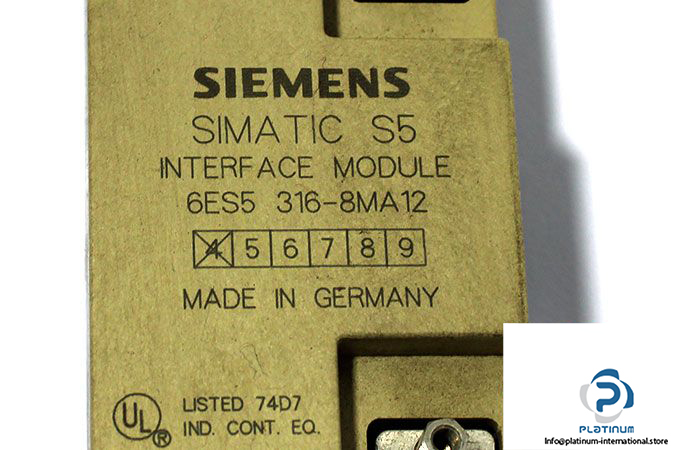 SIEMENS
SIMATIC S5
INTERFACE MODULE
6ES5 316-8MA12
4 5 6 7 8 9
MADE IN GERMANY
UL ® LISTED 74D7
IND. CONT. EQ.
PLATINUM
Info@platinum-international.store